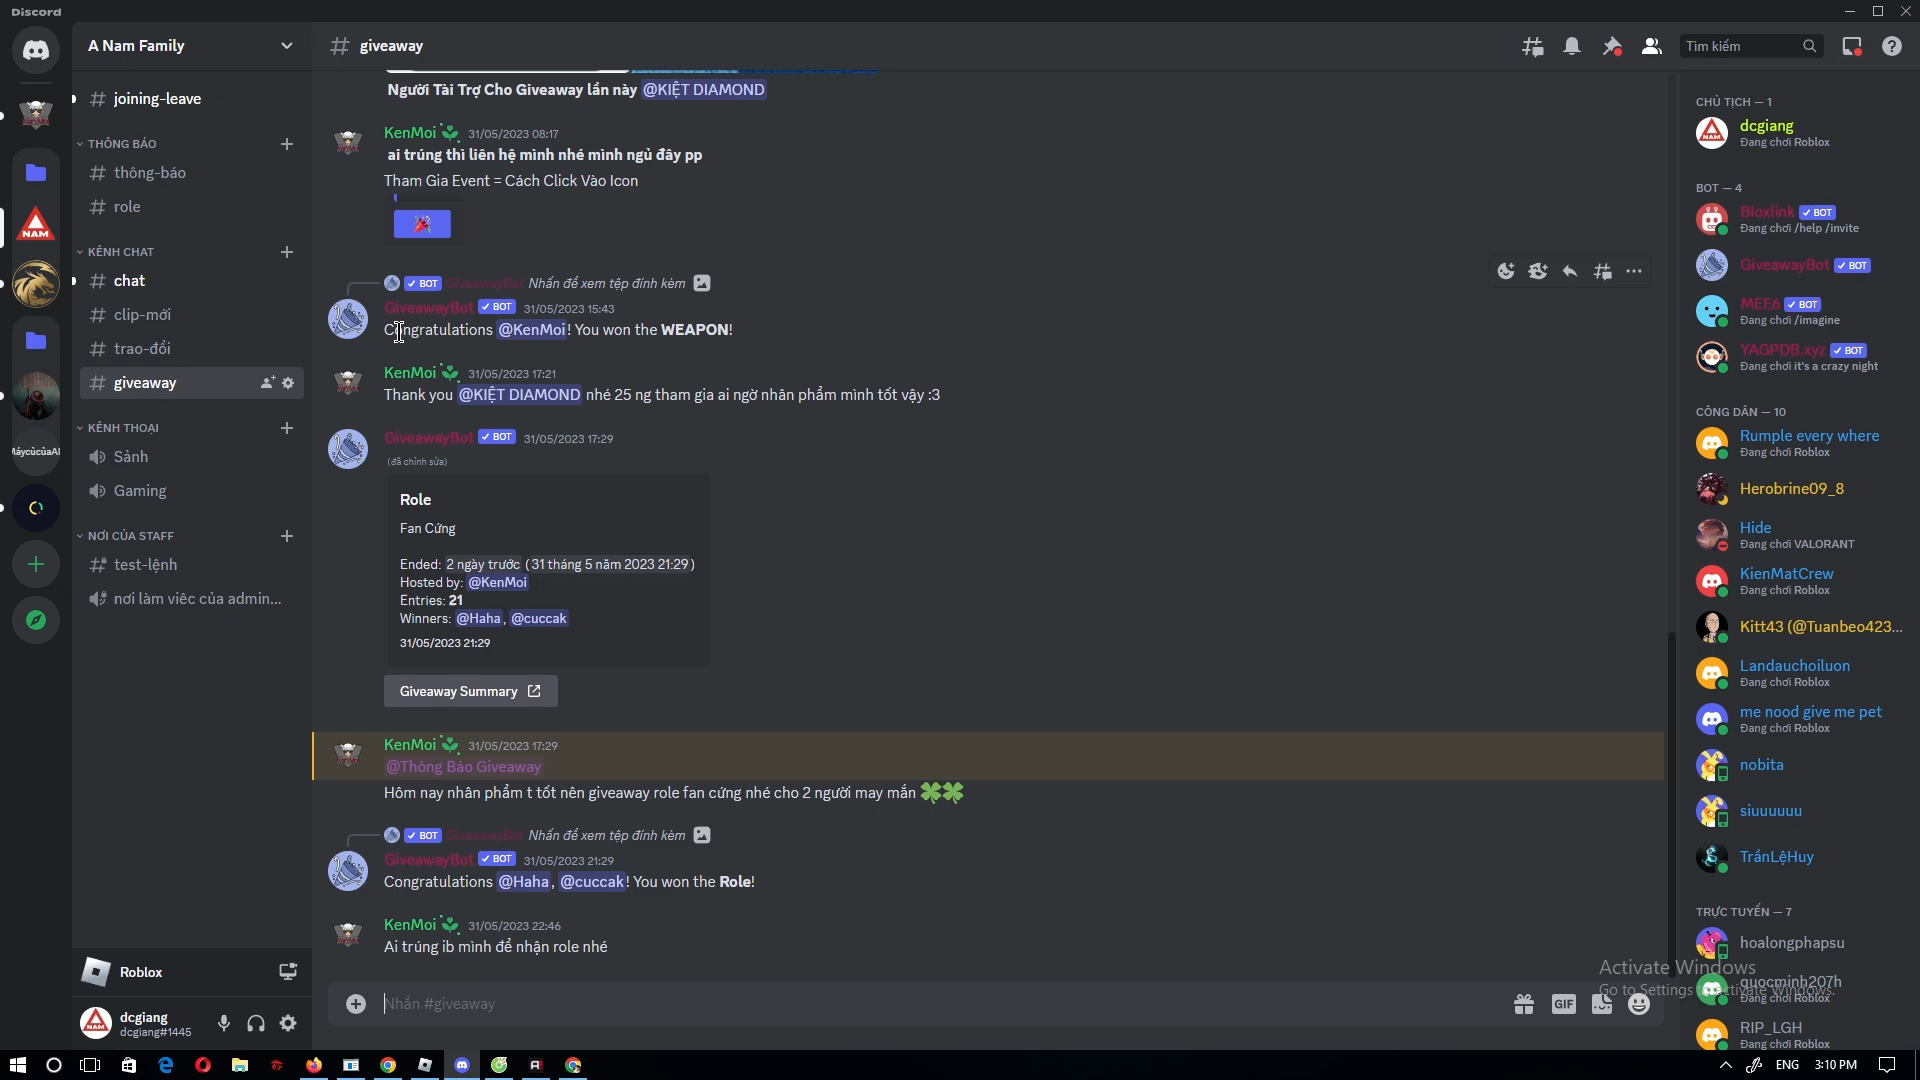 Discord
A Nam Family
giveaway
Tìm kiếm
joining-leave
THÔNG BÁO
thông-báo
role
KÊNH CHAT
chat
clip-mới
trao-đổi
giveaway
KÊNH THOẠI
Sảnh
Gaming
NƠI CỦA STAFF
test-lệnh
nơi làm viêc của admin...
NAM
Roblox
dcgiang
dcgiang#1445
Người Tài Trợ Cho Giveaway lần này @KIỆT DIAMOND
KenMoi 31/05/2023 08:17
ai trúng thì liên hệ mình nhé mình ngủ đây pp
Tham Gia Event = Cách Click Vào Icon
BOT GiveawayBot Nhấn để xem tệp đính kèm
GiveawayBot BOT 31/05/2023 15:43
Congratulations @KenMoi! You won the WEAPON!
KenMoi 31/05/2023 17:21
Thank you @KIỆT DIAMOND nhé 25 ng tham gia ai ngờ nhân phẩm mình tốt vậy :3
GiveawayBot BOT 31/05/2023 17:29
(đã chỉnh sửa)
Role
Fan Cứng
Ended: 2 ngày trước (31 tháng 5 năm 2023 21:29)
Hosted by: @KenMoi
Entries: 21
Winners: @Haha, @cuccak
31/05/2023 21:29
Giveaway Summary
KenMoi 31/05/2023 17:29
@Thông Báo Giveaway
Hôm nay nhân phẩm t tốt nên giveaway role fan cứng nhé cho 2 người may mắn 🍀🍀
BOT GiveawayBot Nhấn để xem tệp đính kèm
GiveawayBot BOT 31/05/2023 21:29
Congratulations @Haha, @cuccak! You won the Role!
KenMoi 31/05/2023 22:46
Ai trúng ib mình để nhận role nhé
Nhắn #giveaway
GIF
CHỦ TỊCH — 1
dcgiang
Đang chơi Roblox
BOT — 4
Bloxlink BOT
Đang chơi /help /invite
GiveawayBot BOT
MEE6 BOT
Đang chơi /imagine
YAGPDB.xyz BOT
Đang chơi it's a crazy night
CÔNG DÂN — 10
Rumple every where
Đang chơi Roblox
Herobrine09_8
Hide
Đang chơi VALORANT
KienMatCrew
Đang chơi Roblox
Kitt43 (@Tuanbeo423...
Landauchoiluon
Đang chơi Roblox
me nood give me pet
Đang chơi Roblox
nobita
siuuuuuu
TrầnLệHuy
TRỰC TUYẾN — 7
hoalongphapsu
quocminh207h
Đang chơi Roblox
RIP_LGH
Đang chơi Roblox
Activate Windows
Go to Settings to activate Windows.
ENG 3:10 PM